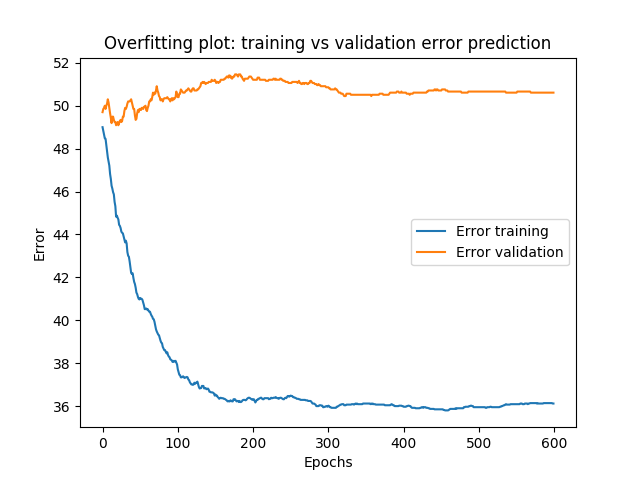 Overfitting plot: training vs validation error prediction
52
50
48
46
44
42
40
38
36
Error
Error training
Error validation
0 100 200 300 400 500 600
Epochs